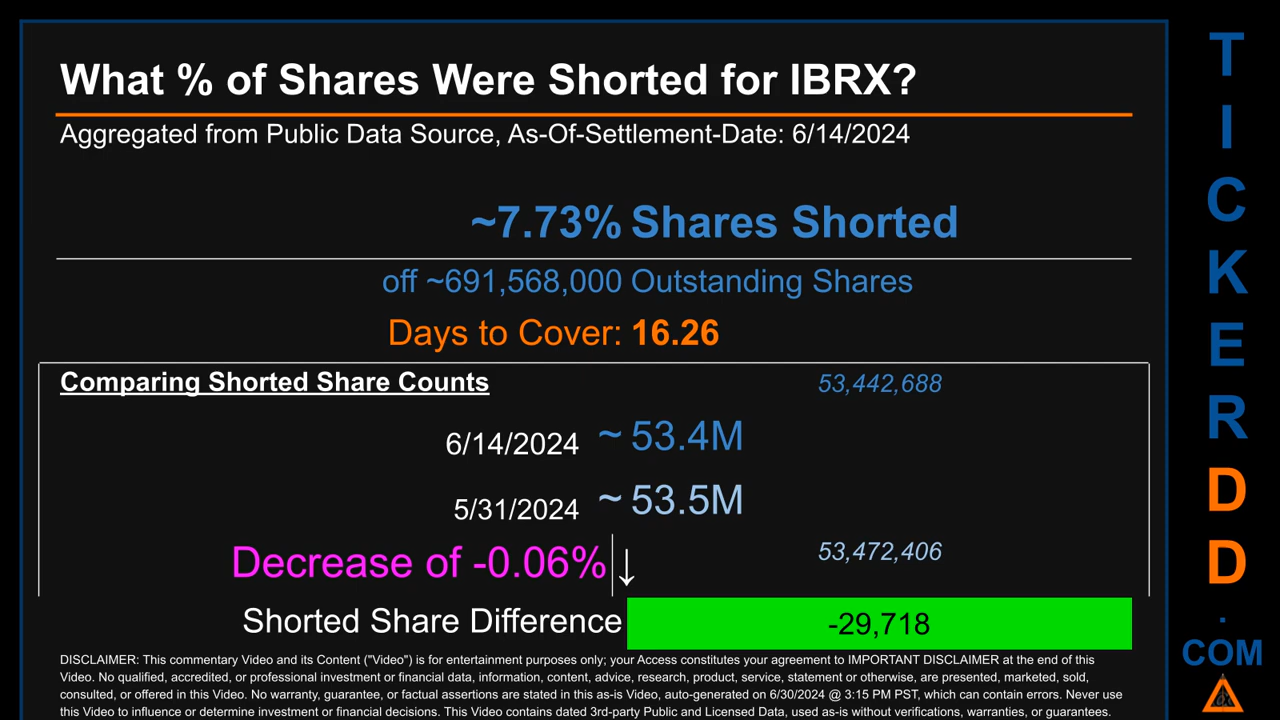 What % of Shares Were Shorted for IBRX?
Aggregated from Public Data Source, As-Of-Settlement-Date: 6/14/2024
~7.73% Shares Shorted
off ~691,568,000 Outstanding Shares
Days to Cover: 16.26
Comparing Shorted Share Counts
53,442,688
6/14/2024 ~ 53.4M
5/31/2024 ~ 53.5M
53,472,406
Decrease of -0.06% ↓
Shorted Share Difference -29,718
DISCLAIMER: This commentary Video and its Content ("Video") is for entertainment purposes only; your Access constitutes your agreement to IMPORTANT DISCLAIMER at the end of this
Video. No qualified, accredited, or professional investment or financial data, information, content, advice, research, product, service, statement or otherwise, are presented, marketed, sold,
consulted, or offered in this Video. No warranty, guarantee, or factual assertions are stated in this as-is Video, auto-generated on 6/30/2024 @ 3:15 PM PST, which can contain errors. Never use
this Video to influence or determine investment or financial decisions. This Video contains dated 3rd-party Public and Licensed Data, used as-is without verifications, warranties, or guarantees.
T
I
C
K
E
R
D
D
.
COM